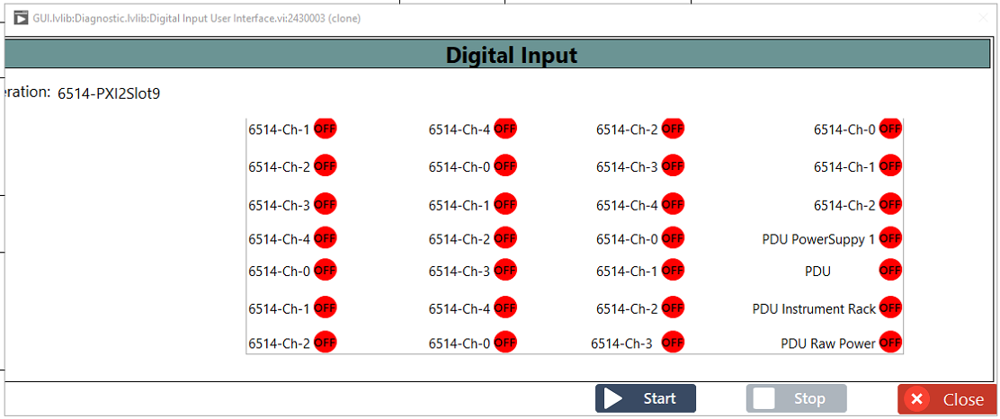 GUI.lvlib:Diagnostic.lvlib:Digital Input User Interface.vi:2430003 (clone)
Digital Input
eration: 6514-PXI2Slot9
6514-Ch-1 OFF 6514-Ch-4 OFF 6514-Ch-2 OFF 6514-Ch-0 OFF
6514-Ch-2 OFF 6514-Ch-0 OFF 6514-Ch-3 OFF 6514-Ch-1 OFF
6514-Ch-3 OFF 6514-Ch-1 OFF 6514-Ch-4 OFF 6514-Ch-2 OFF
6514-Ch-4 OFF 6514-Ch-2 OFF 6514-Ch-0 OFF PDU PowerSuppy 1 OFF
6514-Ch-0 OFF 6514-Ch-3 OFF 6514-Ch-1 OFF PDU OFF
6514-Ch-1 OFF 6514-Ch-4 OFF 6514-Ch-2 OFF PDU Instrument Rack OFF
6514-Ch-2 OFF 6514-Ch-0 OFF 6514-Ch-3 OFF PDU Raw Power OFF
Start Stop Close